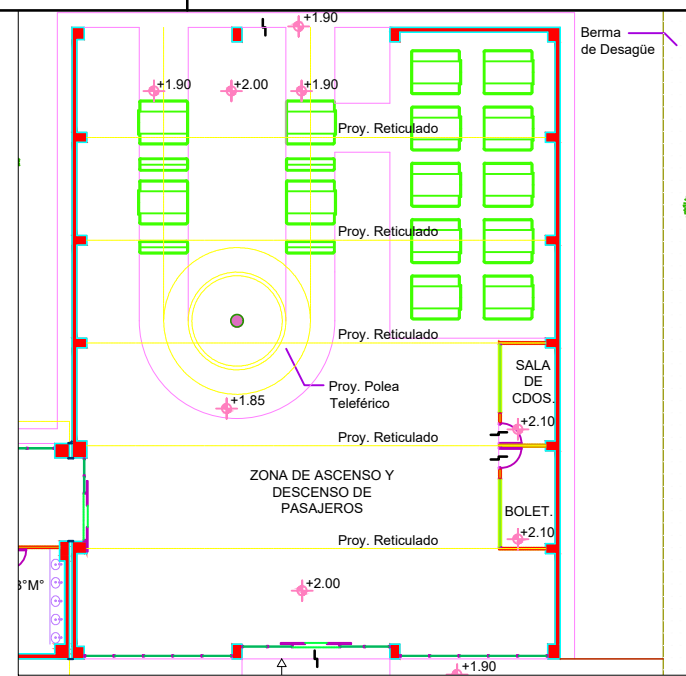 +1.90
Berma
de Desagüe
+1.90
+2.00
+1.90
Proy. Reticulado
Proy. Reticulado
Proy. Reticulado
SALA
DE
CDOS.
Proy. Polea
Teleférico
+1.85
+2.10
Proy. Reticulado
ZONA DE ASCENSO Y
DESCENSO DE
PASAJEROS
BOLET.
+2.10
Proy. Reticulado
+2.00
°M°
+1.90